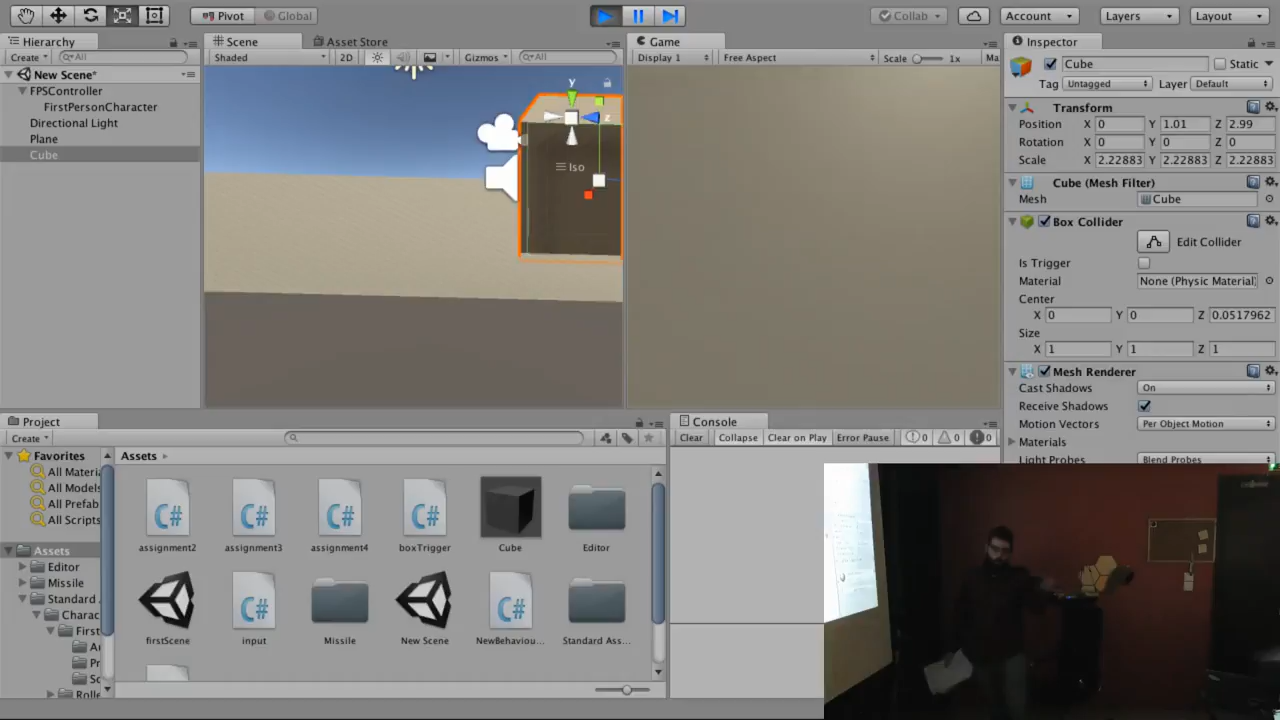 Pivot
Global
Collab
Account
Layers
Layout
Hierarchy
Create
All
New Scene*
FPSController
FirstPersonCharacter
Directional Light
Plane
Cube
Scene
Asset Store
Shaded
2D
Gizmos
All
y
z
Iso
Game
Display 1
Free Aspect
Scale
1x
Ma
Inspector
Cube
Static
Tag
Untagged
Layer
Default
Transform
Position X 0 Y 1.01 Z 2.99
Rotation X 0 Y 0 Z 0
Scale X 2.22883 Y 2.22883 Z 2.22883
Cube (Mesh Filter)
Mesh
Cube
Box Collider
Edit Collider
Is Trigger
Material
None (Physic Material)
Center
X 0 Y 0 Z 0.0517962
Size
X 1 Y 1 Z 1
Mesh Renderer
Cast Shadows
On
Receive Shadows
Motion Vectors
Per Object Motion
Materials
Light Probes
Blend Probes
Project
Create
Favorites
All Materia
All Models
All Prefab
All Scripts
Assets
Editor
Missile
Standard
Charac
First
Pr
Rolle
Assets
assignment2
assignment3
assignment4
boxTrigger
Cube
Editor
firstScene
input
Missile
New Scene
NewBehaviou...
Standard Ass...
Console
Clear
Collapse
Clear on Play
Error Pause
0
0
0